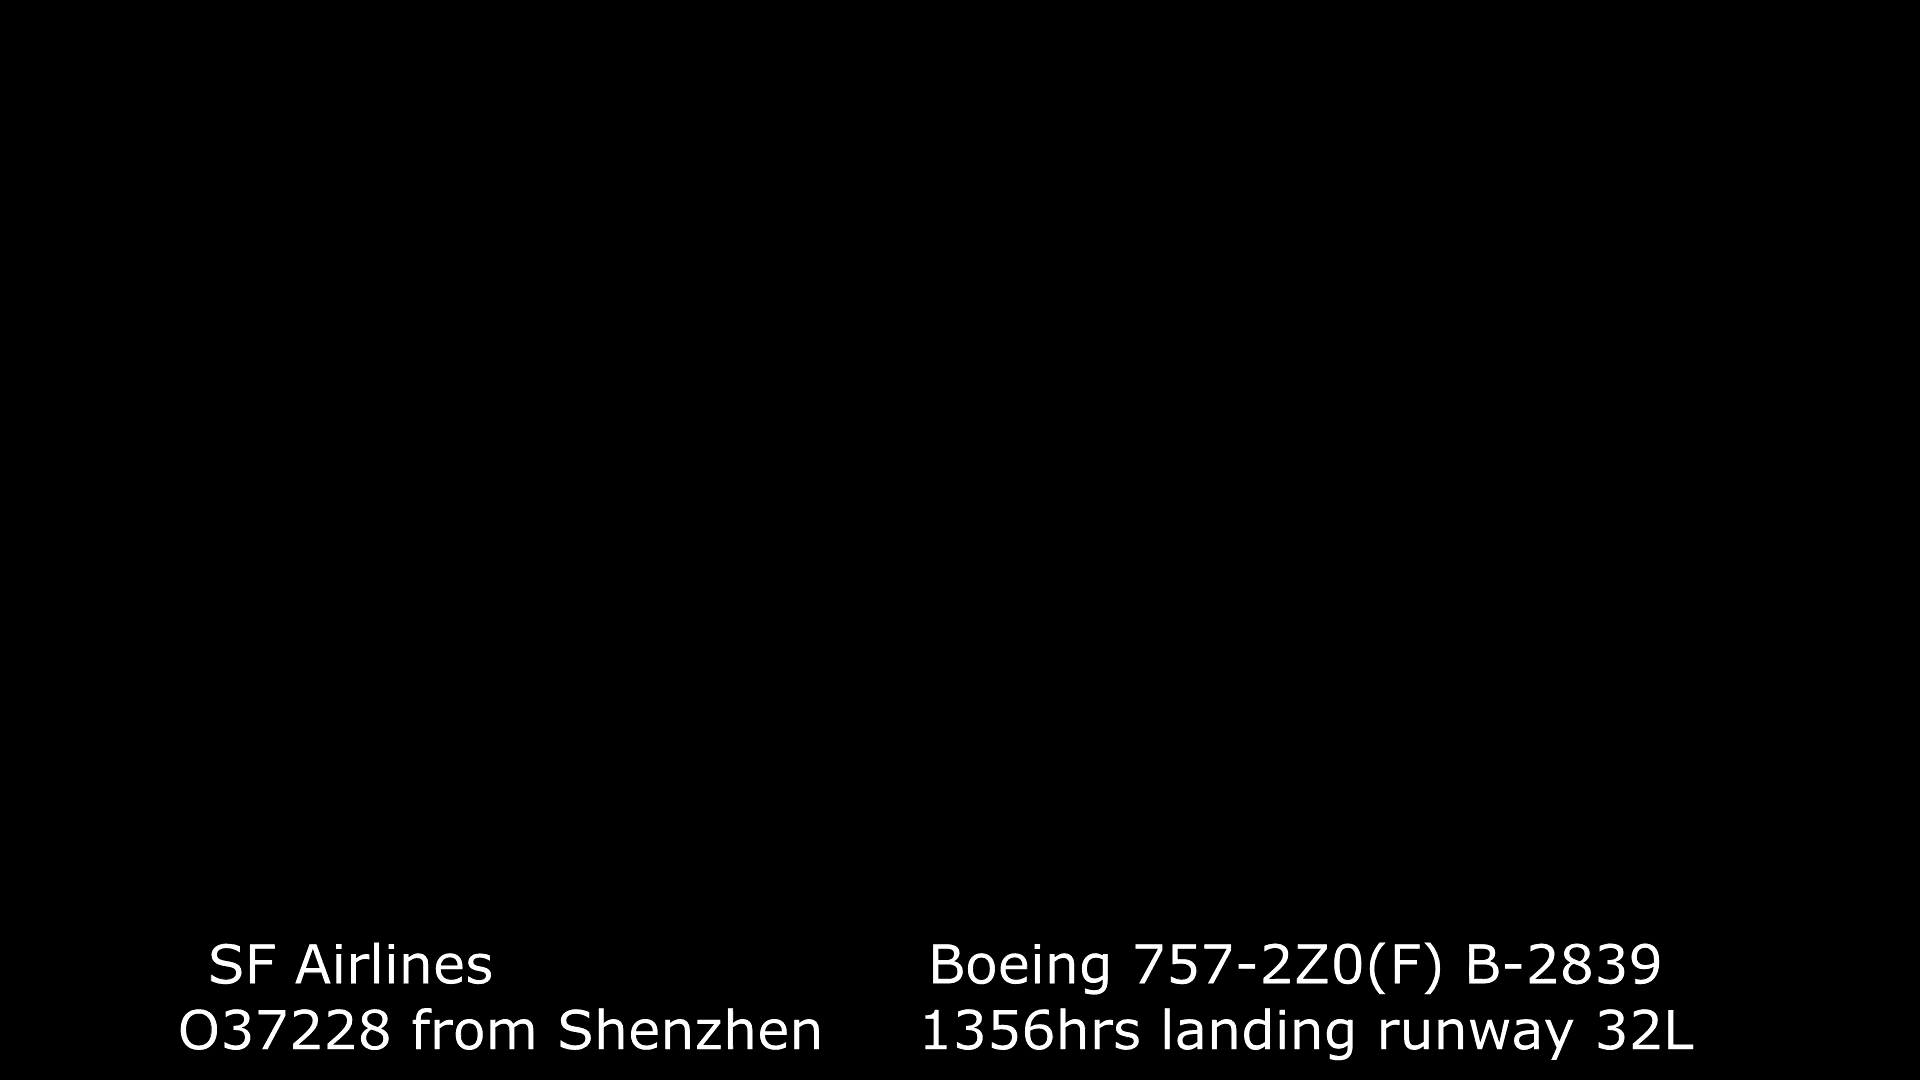 SF Airlines Boeing 757-2Z0(F) B-2839
O37228 from Shenzhen 1356hrs landing runway 32L